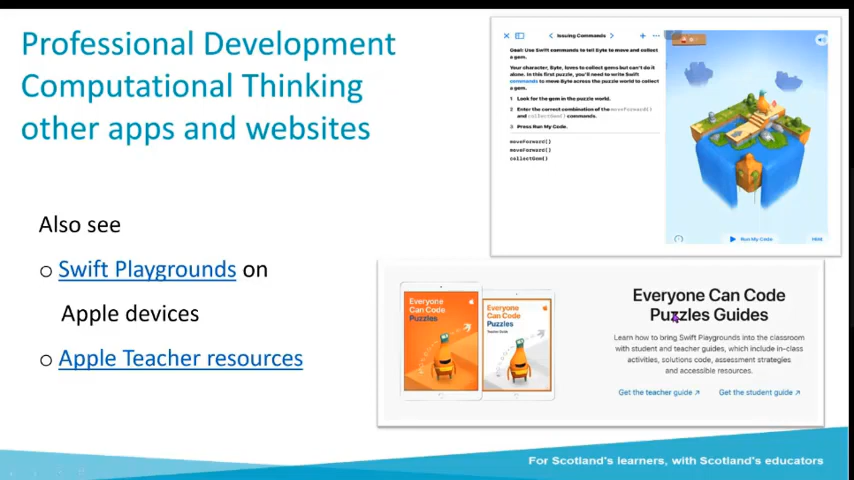 Professional Development
Computational Thinking
other apps and websites
Also see
o Swift Playgrounds on
Apple devices
o Apple Teacher resources
Issuing Commands
Goal: Use Swift commands to tell Byte to move and collect
a gem.
Your character, Byte, loves to collect gems but can't do it
alone. In this first puzzle, you'll need to write Swift
commands to move Byte across the puzzle world to collect
a gem.
1 Look for the gem in the puzzle world.
2 Enter the correct combination of the moveForward()
and collectGem() commands.
3 Press Run My Code.
moveForward()
moveForward()
collectGem()
Run My Code
Hint
Everyone
Can Code
Puzzles
Everyone
Can Code
Puzzles
Teacher Guide
Everyone Can Code
Puzzles Guides
Learn how to bring Swift Playgrounds into the classroom
with student and teacher guides, which include in-class
activities, solutions code, assessment strategies
and accessible resources.
Get the teacher guide ↗
Get the student guide ↗
For Scotland's learners, with Scotland's educators